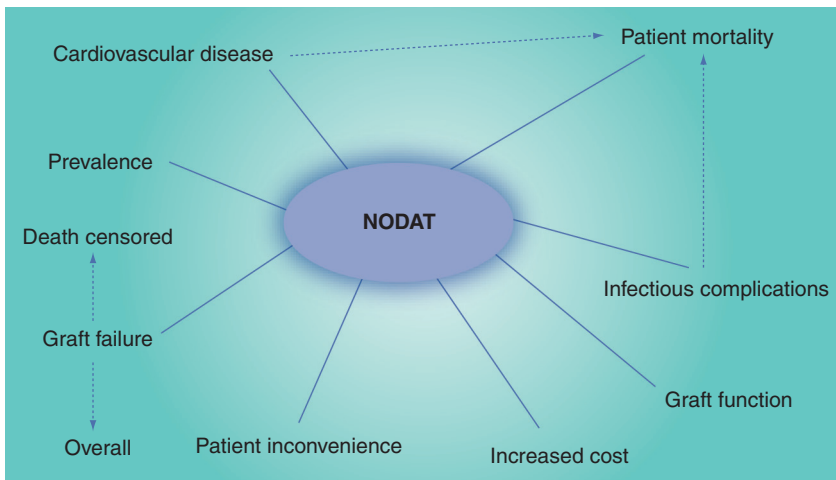 Patient mortality
Cardiovascular disease
Prevalence
NODAT
Death censored
Infectious complications
Graft failure
Graft function
Patient inconvenience
Overall
Increased cost